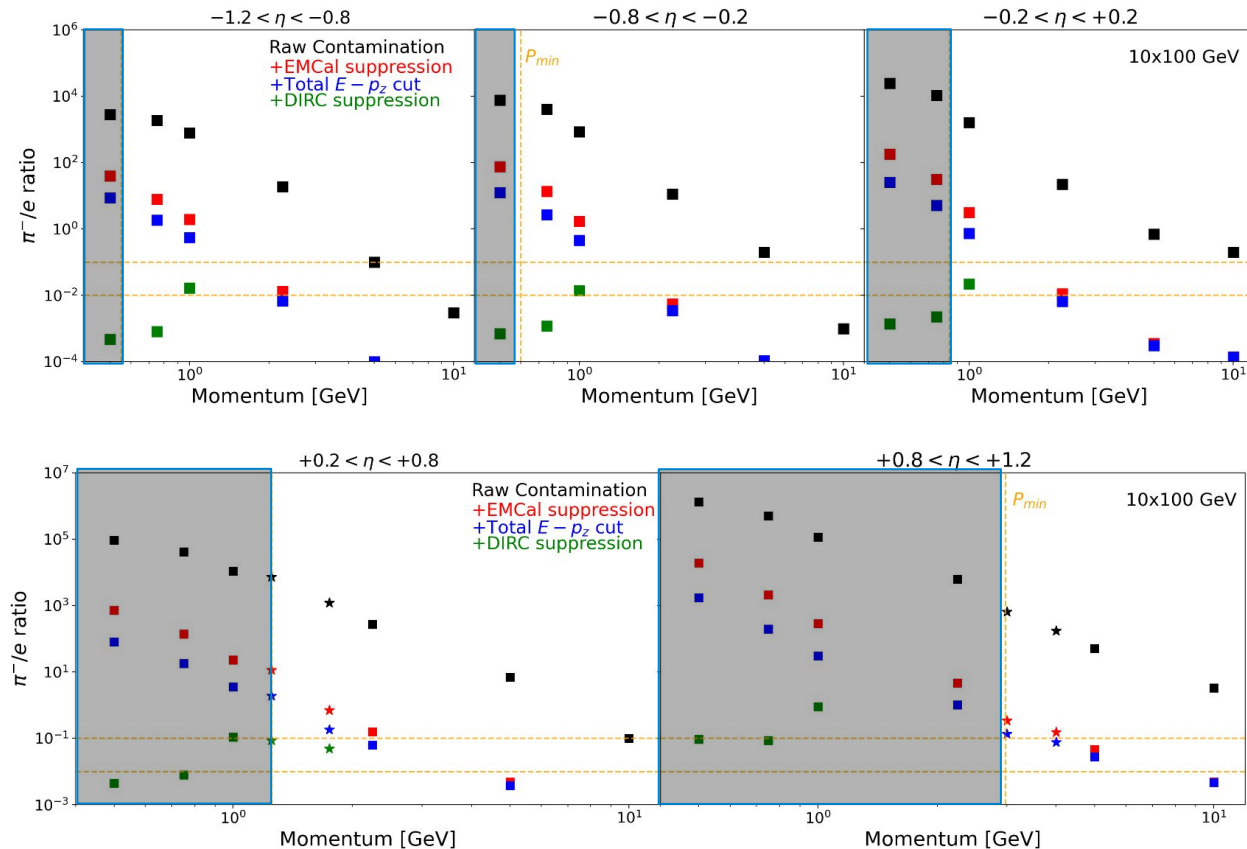 −1.2 < η < −0.8
−0.8 < η < −0.2
−0.2 < η < +0.2
10⁶
10⁴
10²
10⁰
10⁻²
10⁻⁴
π⁻/e ratio
Raw Contamination
+EMCal suppression
+Total E − p_z cut
+DIRC suppression
P_min
10x100 GeV
10⁰
10¹
10⁰
10¹
10⁰
10¹
Momentum [GeV]
Momentum [GeV]
Momentum [GeV]
+0.2 < η < +0.8
+0.8 < η < +1.2
10⁷
10⁵
10³
10¹
10⁻¹
10⁻³
π⁻/e ratio
Raw Contamination
+EMCal suppression
+Total E − p_z cut
+DIRC suppression
P_min
10x100 GeV
10⁰
10¹
10⁰
10¹
Momentum [GeV]
Momentum [GeV]